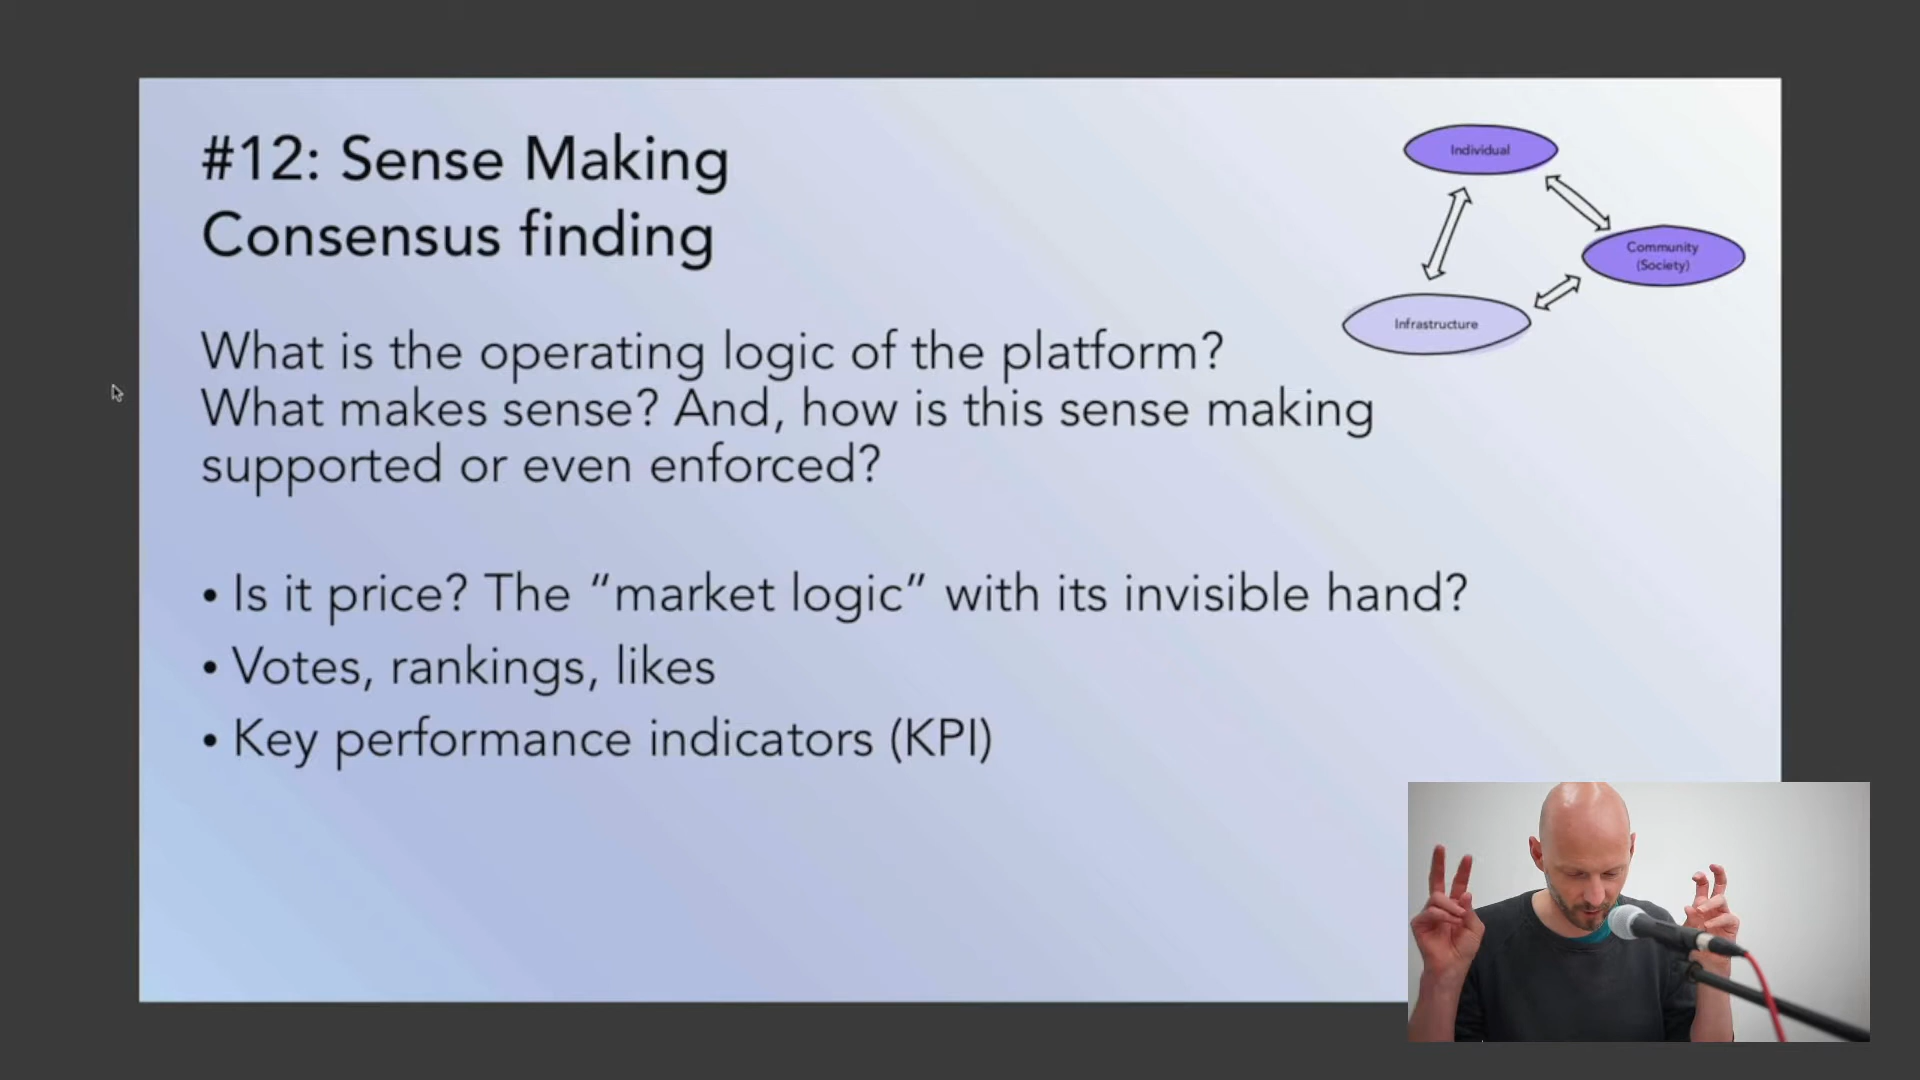 #12: Sense Making
Consensus finding
What is the operating logic of the platform?
What makes sense? And, how is this sense making
supported or even enforced?
• Is it price? The “market logic” with its invisible hand?
• Votes, rankings, likes
• Key performance indicators (KPI)
Individual
Community
(Society)
Infrastructure